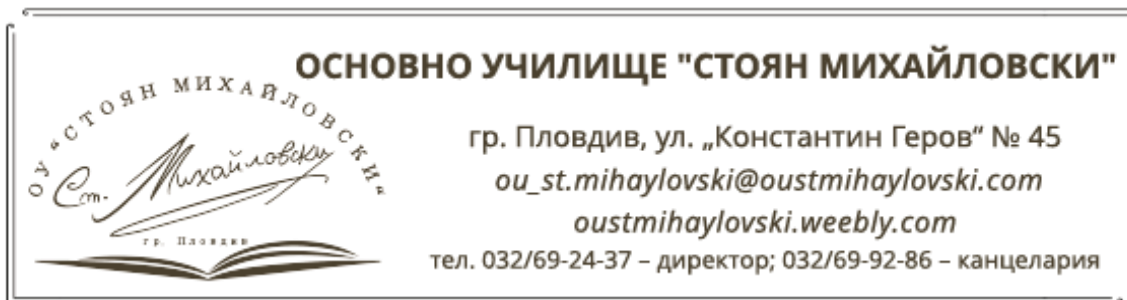 ОСНОВНО УЧИЛИЩЕ "СТОЯН МИХАЙЛОВСКИ"
ОУ "СТОЯН МИХАЙЛОВСКИ"
Ст. Михайловски
гр. Пловдив
гр. Пловдив, ул. „Константин Геров“ № 45
ou_st.mihaylovski@oustmihaylovski.com
oustmihaylovski.weebly.com
тел. 032/69-24-37 – директор; 032/69-92-86 – канцелария